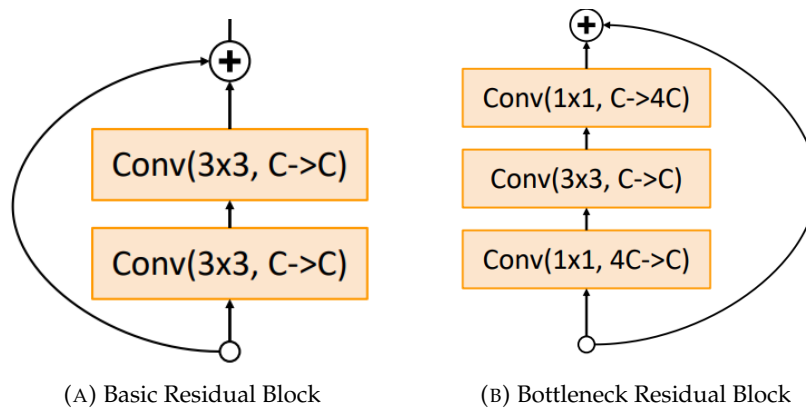 Conv(3x3, C->C)
Conv(3x3, C->C)
(A) Basic Residual Block
Conv(1x1, C->4C)
Conv(3x3, C->C)
Conv(1x1, 4C->C)
(B) Bottleneck Residual Block